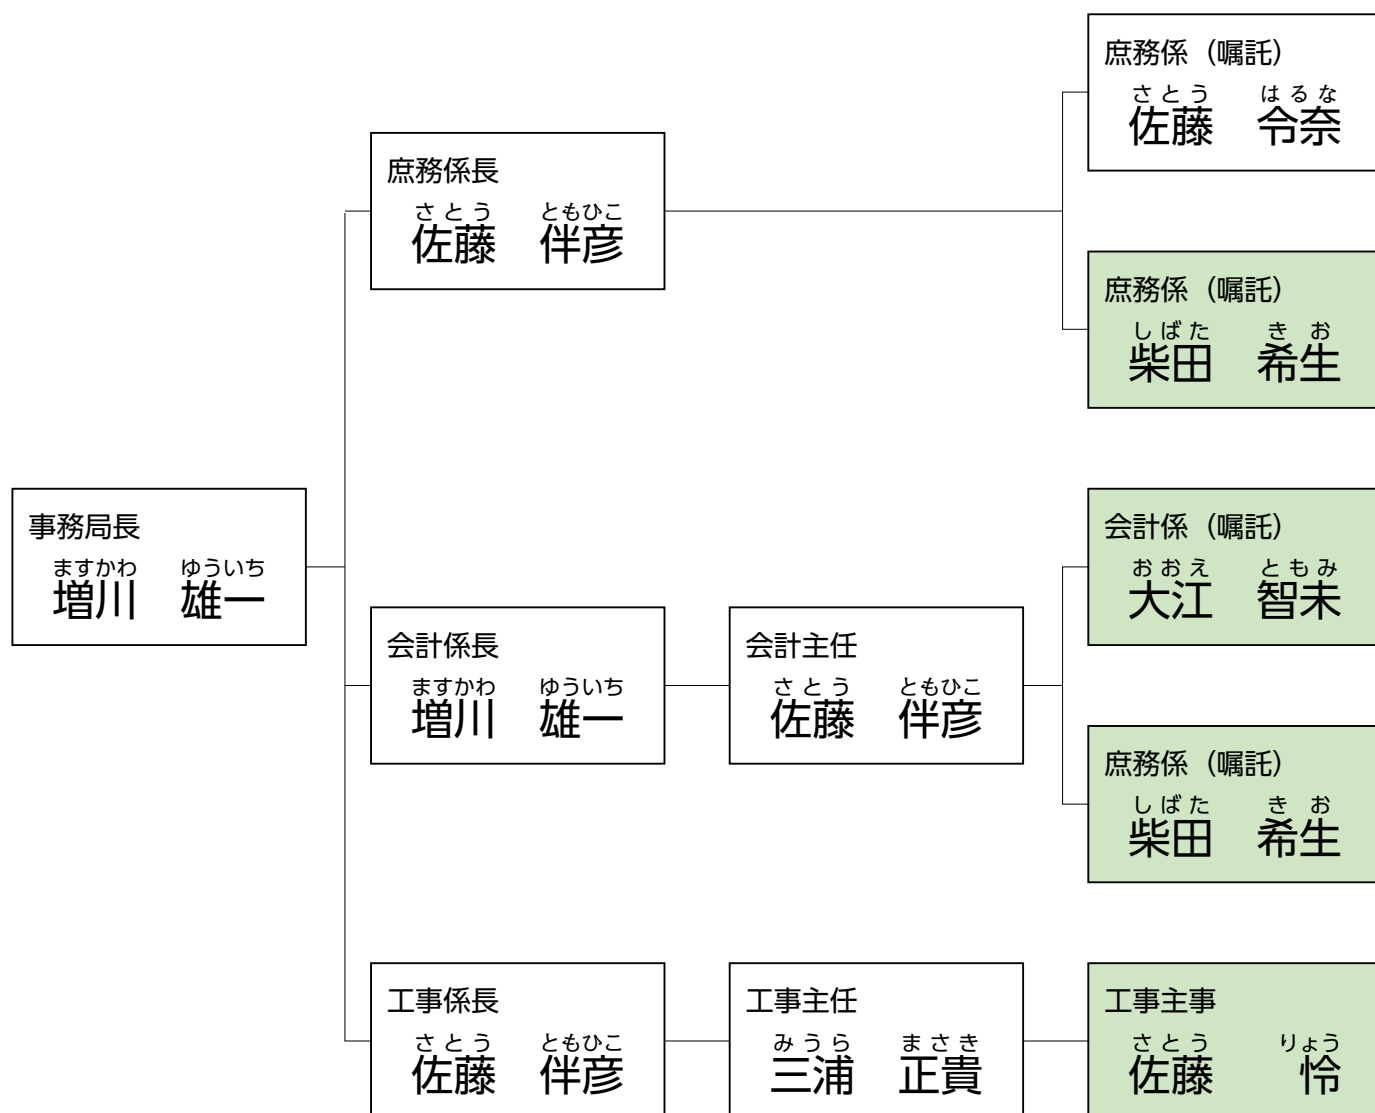 庶務係（嘱託）
さとう　はるな
佐藤　令奈
庶務係長
さとう　ともひこ
佐藤　伴彦
庶務係（嘱託）
しばた　きお
柴田　希生
事務局長
ますかわ　ゆういち
増川　雄一
会計係（嘱託）
おおえ　ともみ
大江　智未
会計係長
ますかわ　ゆういち
増川　雄一
会計主任
さとう　ともひこ
佐藤　伴彦
庶務係（嘱託）
しばた　きお
柴田　希生
工事係長
さとう　ともひこ
佐藤　伴彦
工事主任
みうら　まさき
三浦　正貴
工事主事
さとう　りょう
佐藤　怜